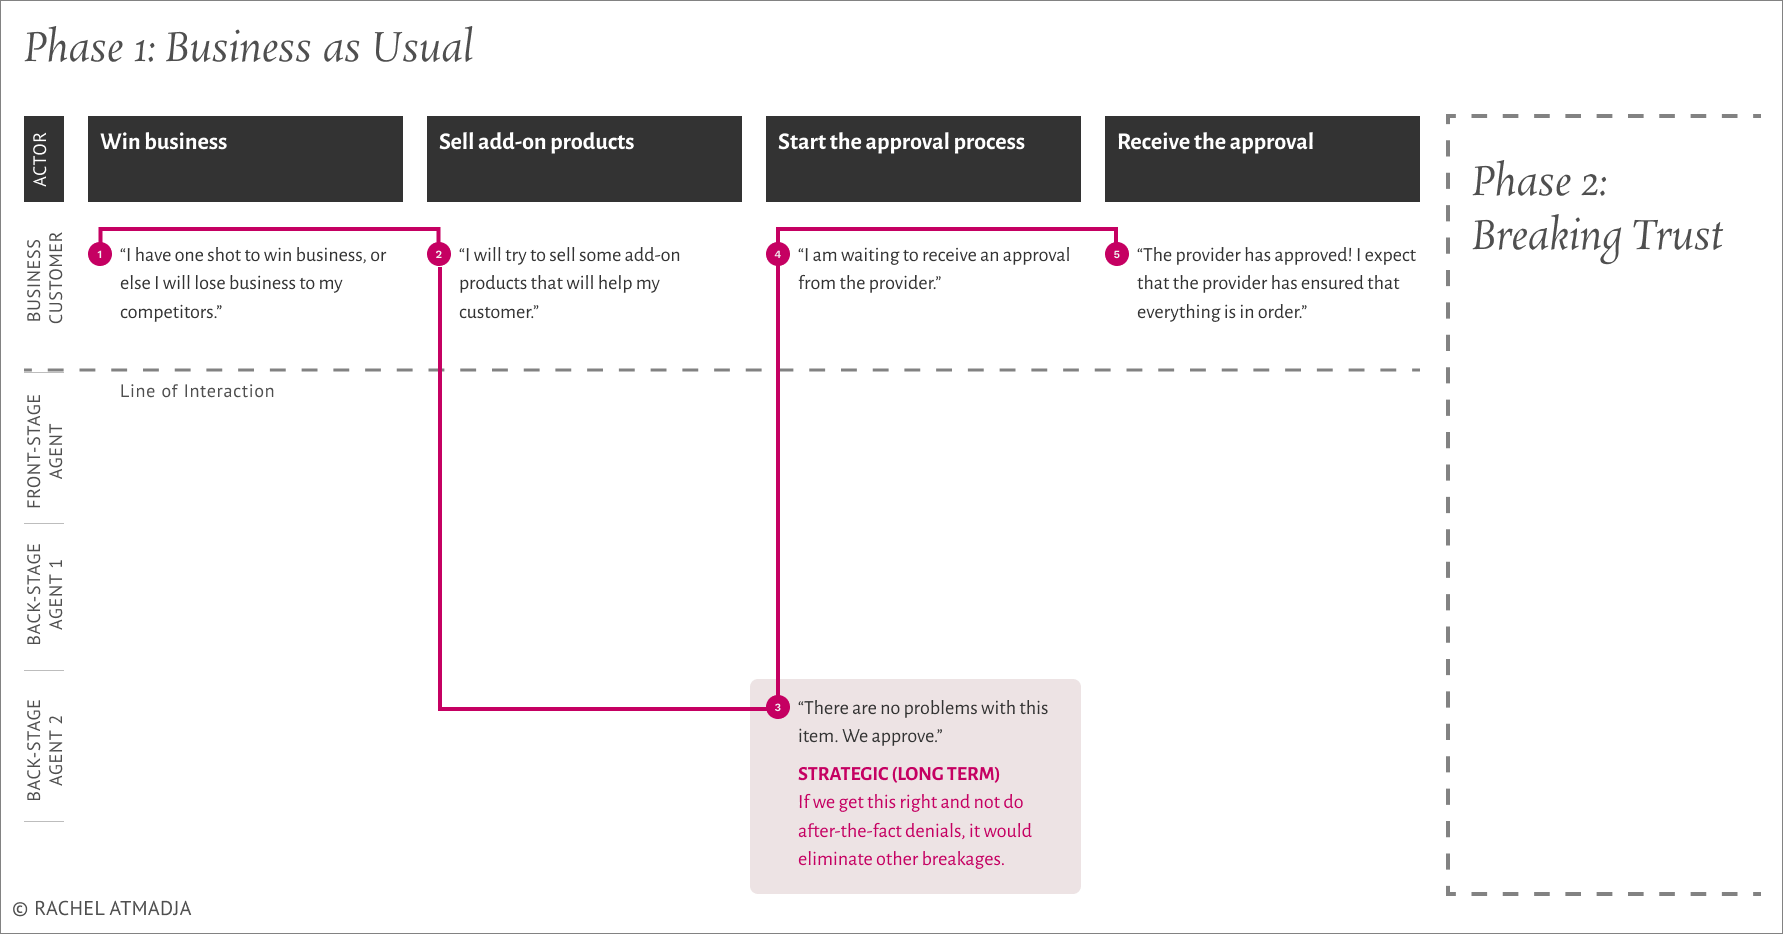 Phase 1: Business as Usual
ACTOR
Win business
Sell add-on products
Start the approval process
Receive the approval
Phase 2:
Breaking Trust
BUSINESS
CUSTOMER
1
“I have one shot to win business, or
else I will lose business to my
competitors.”
2
“I will try to sell some add-on
products that will help my
customer.”
4
“I am waiting to receive an approval
from the provider.”
5
“The provider has approved! I expect
that the provider has ensured that
everything is in order.”
Line of Interaction
FRONT-STAGE
AGENT
BACK-STAGE
AGENT 1
BACK-STAGE
AGENT 2
3
“There are no problems with this
item. We approve.”
STRATEGIC (LONG TERM)
If we get this right and not do
after-the-fact denials, it would
eliminate other breakages.
© RACHEL ATMADJA